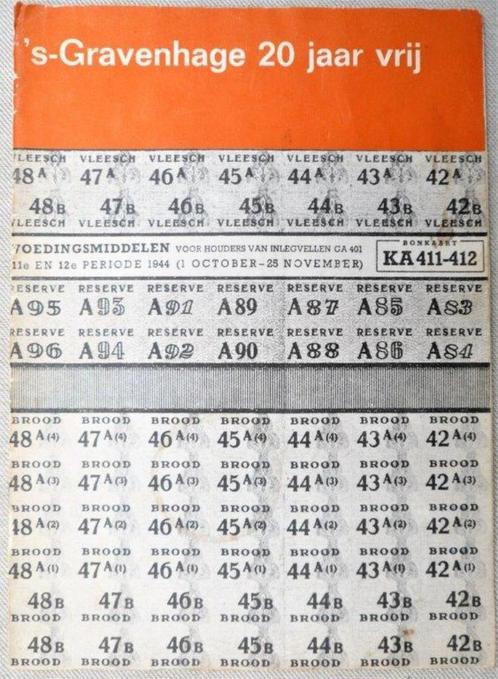 's-Gravenhage 20 jaar vrij
VLEESCH VLEESCH VLEESCH VLEESCH VLEESCH VLEESCH VLEESCH
48A 47A 46A 45A 44A 43A 42A
48B 47B 46B 45B 44B 43B 42B
VLEESCH VLEESCH VLEESCH VLEESCH VLEESCH VLEESCH VLEESCH
VOEDINGSMIDDELEN VOOR HOUDERS VAN INLEGVELLEN GA 401
11e EN 12e PERIODE 1944 (1 OCTOBER-25 NOVEMBER)
BONKAART
KA 411-412
RESERVE RESERVE RESERVE RESERVE RESERVE RESERVE RESERVE
A95 A93 A91 A89 A87 A85 A83
RESERVE RESERVE RESERVE RESERVE RESERVE RESERVE RESERVE
A96 A94 A92 A90 A88 A86 A84
BROOD BROOD BROOD BROOD BROOD BROOD BROOD
48A(4) 47A(4) 46A(4) 45A(4) 44A(4) 43A(4) 42A(4)
BROOD BROOD BROOD BROOD BROOD BROOD BROOD
48A(3) 47A(3) 46A(3) 45A(3) 44A(3) 43A(3) 42A(3)
BROOD BROOD BROOD BROOD BROOD BROOD BROOD
48A(2) 47A(2) 46A(2) 45A(2) 44A(2) 43A(2) 42A(2)
BROOD BROOD BROOD BROOD BROOD BROOD BROOD
48A(1) 47A(1) 46A(1) 45A(1) 44A(1) 43A(1) 42A(1)
48B 47B 46B 45B 44B 43B 42B
BROOD BROOD BROOD BROOD BROOD BROOD BROOD
48B 47B 46B 45B 44B 43B 42B
BROOD BROOD BROOD BROOD BROOD BROOD BROOD